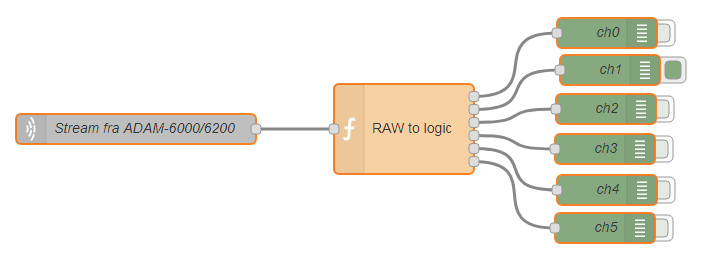 ch0
ch1
Stream fra ADAM-6000/6200
RAW to logic
ch2
ch3
ch4
ch5